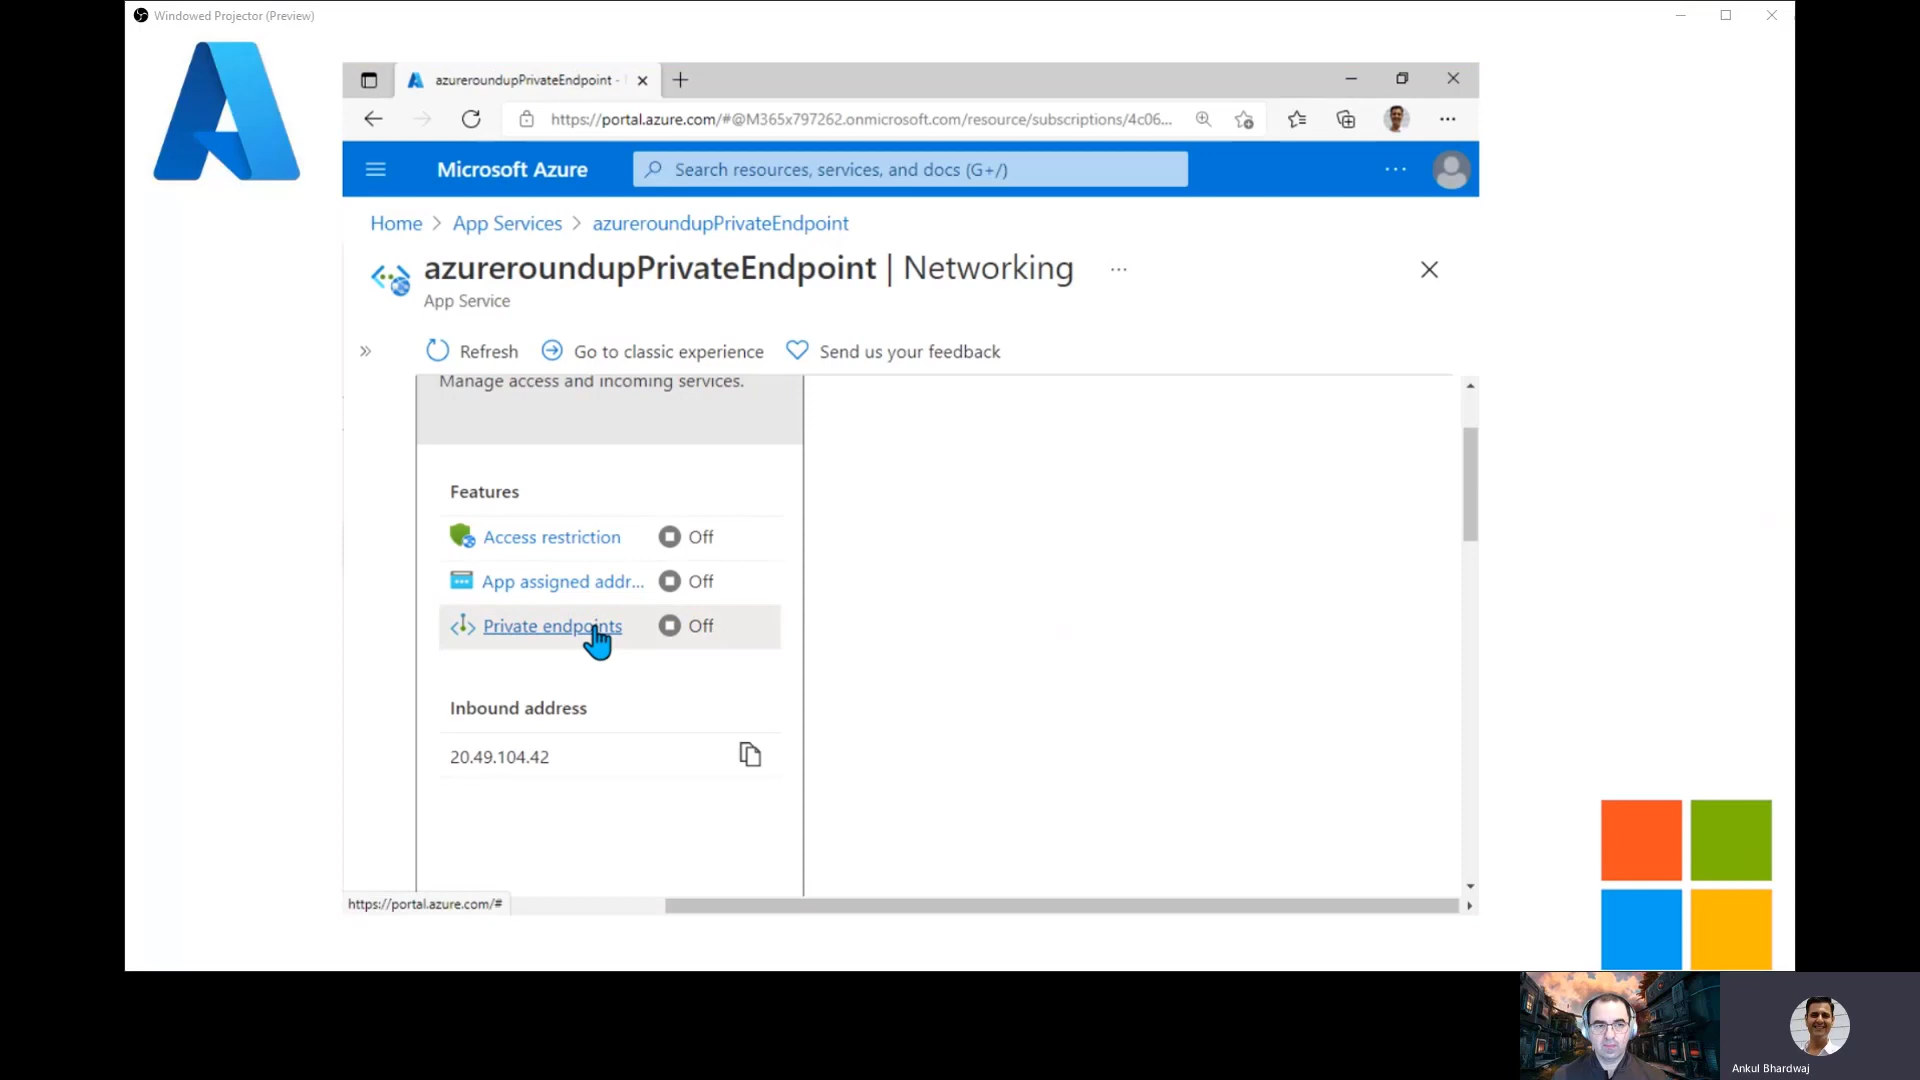 Windowed Projector (Preview)
azureroundupPrivateEndpoint -
https://portal.azure.com/#@M365x797262.onmicrosoft.com/resource/subscriptions/4c06...
Microsoft Azure
Search resources, services, and docs (G+/)
Home > App Services > azureroundupPrivateEndpoint
azureroundupPrivateEndpoint | Networking ...
App Service
Refresh Go to classic experience Send us your feedback
Manage access and incoming services.
Features
Access restriction Off
App assigned addr... Off
Private endpoints Off
Inbound address
20.49.104.42
https://portal.azure.com/#
Ankul Bhardwaj